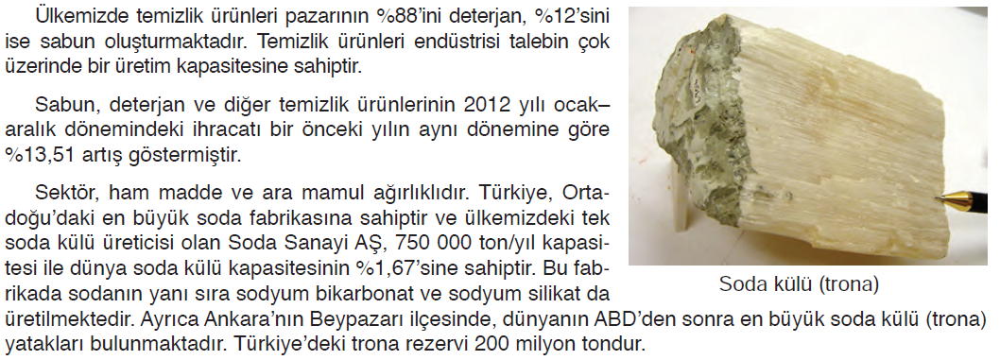 Ülkemizde temizlik ürünleri pazarının %88’ini deterjan, %12’sini
ise sabun oluşturmaktadır. Temizlik ürünleri endüstrisi talebin çok
üzerinde bir üretim kapasitesine sahiptir.
Sabun, deterjan ve diğer temizlik ürünlerinin 2012 yılı ocak–
aralık dönemindeki ihracatı bir önceki yılın aynı dönemine göre
%13,51 artış göstermiştir.
Sektör, ham madde ve ara mamul ağırlıklıdır. Türkiye, Orta-
doğu’daki en büyük soda fabrikasına sahiptir ve ülkemizdeki tek
soda külü üreticisi olan Soda Sanayi AŞ, 750 000 ton/yıl kapasi-
tesi ile dünya soda külü kapasitesinin %1,67’sine sahiptir. Bu fab-
rikada sodanın yanı sıra sodyum bikarbonat ve sodyum silikat da
üretilmektedir. Ayrıca Ankara’nın Beypazarı ilçesinde, dünyanın ABD’den sonra en büyük soda külü (trona)
yatakları bulunmaktadır. Türkiye’deki trona rezervi 200 milyon tondur.
Soda külü (trona)